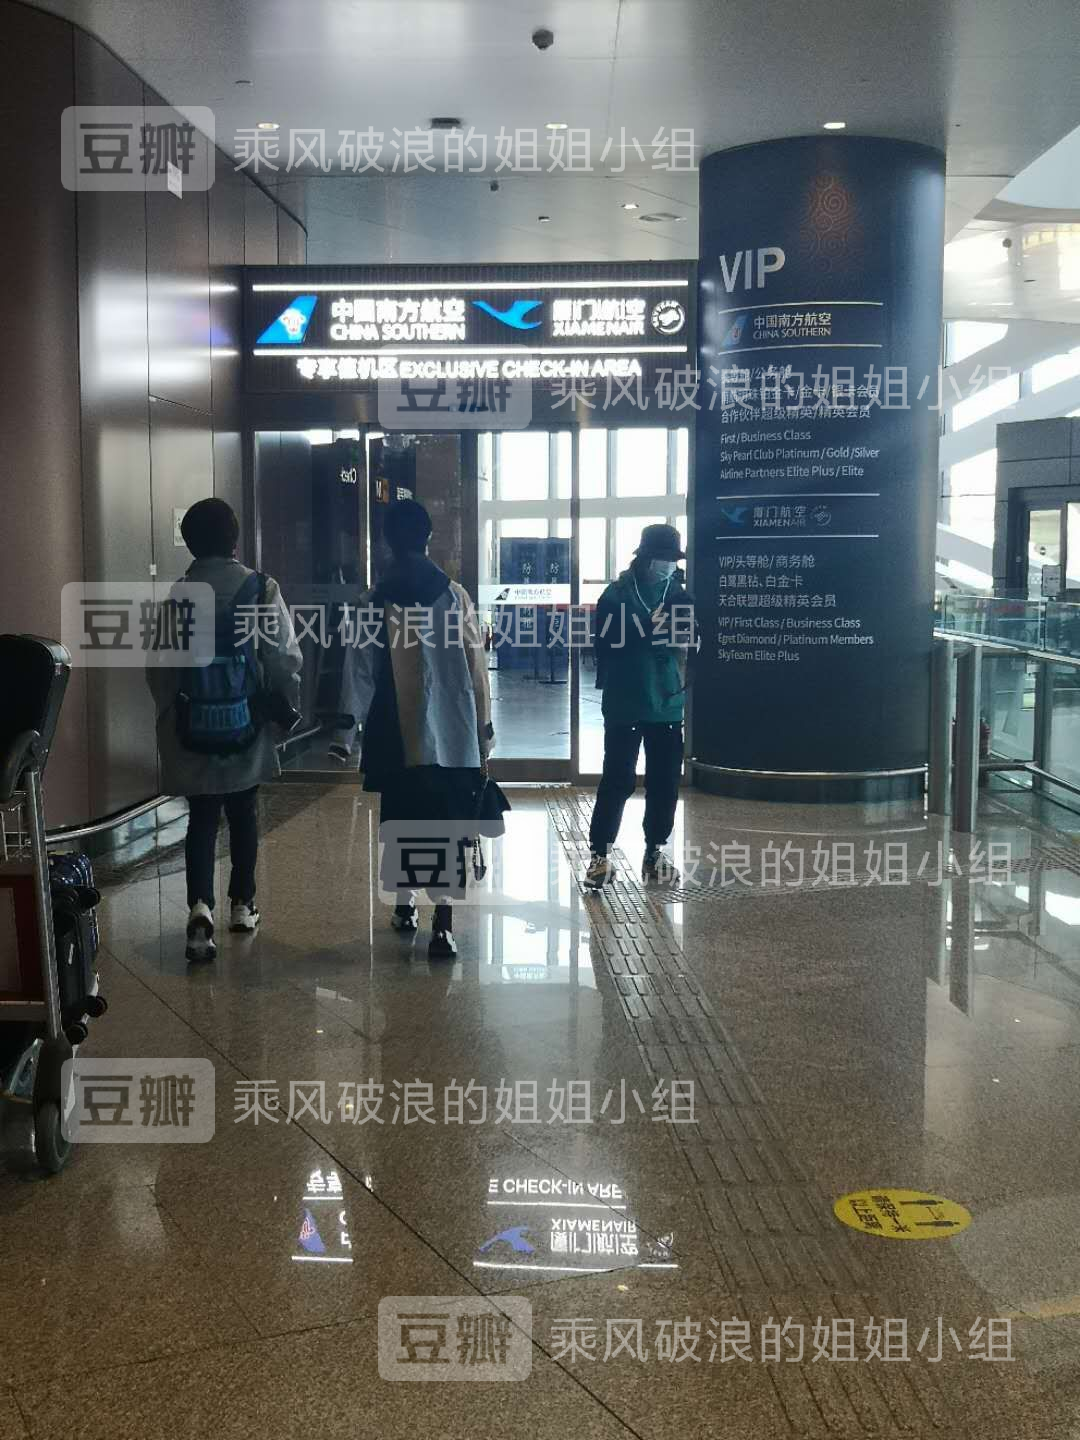 豆瓣 乘风破浪的姐姐小组
VIP
中国南方航空
CHINA SOUTHERN
厦门航空
XIAMENAIR
专享值机区 EXCLUSIVE CHECK-IN AREA
豆瓣 乘风破浪的姐姐小组
中国南方航空
CHINA SOUTHERN
合作伙伴超级精英/精英会员
First / Business Class
Sky Pearl Club Platinum / Gold / Silver
Airline Partners Elite Plus / Elite
厦门航空
XIAMENAIR
VIP/头等舱/商务舱
白鹭黑钻、白金卡
天合联盟超级精英会员
VIP / First Class / Business Class
Egret Diamond / Platinum Members
SkyTeam Elite Plus
中国南方航空
豆瓣 乘风破浪的姐姐小组
豆瓣 乘风破浪的姐姐小组
豆瓣 乘风破浪的姐姐小组
豆瓣 乘风破浪的姐姐小组